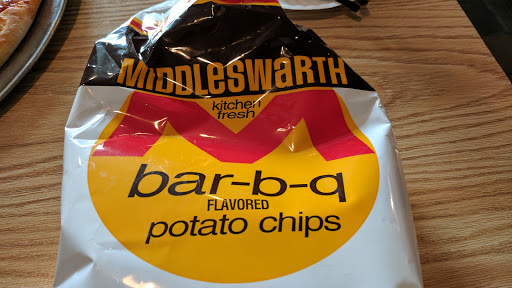 MIDDLESWARTH
kitchen
fresh
M
bar-b-q
FLAVORED
potato chips